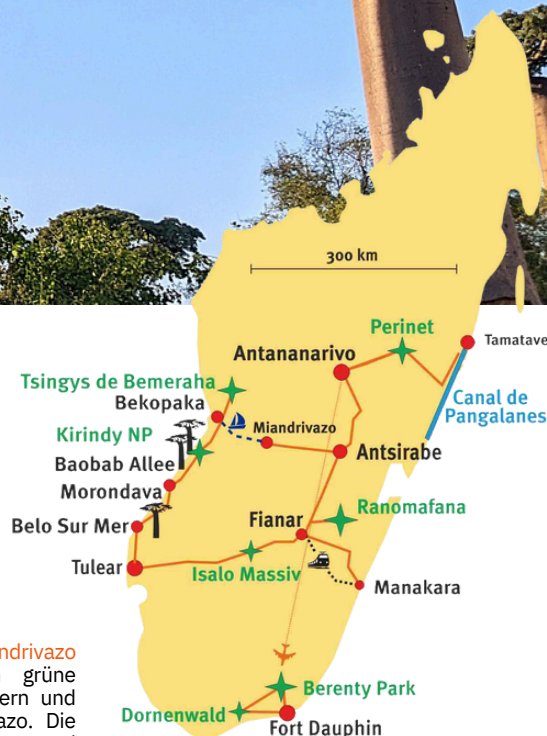 300 km
Perinet
Tamatave
Antananarivo
Tsingys de Bemeraha
Bekopaka
Canal de
Pangalanes
Miandrivazo
Kirindy NP
Antsirabe
Baobab Allee
Morondava
Ranomafana
Fianar
Belo Sur Mer
Tulear
Isalo Massiv
Manakara
ndrivazo
grüne
ern und
azo. Die
Berenty Park
Dornenwald
Fort Dauphin